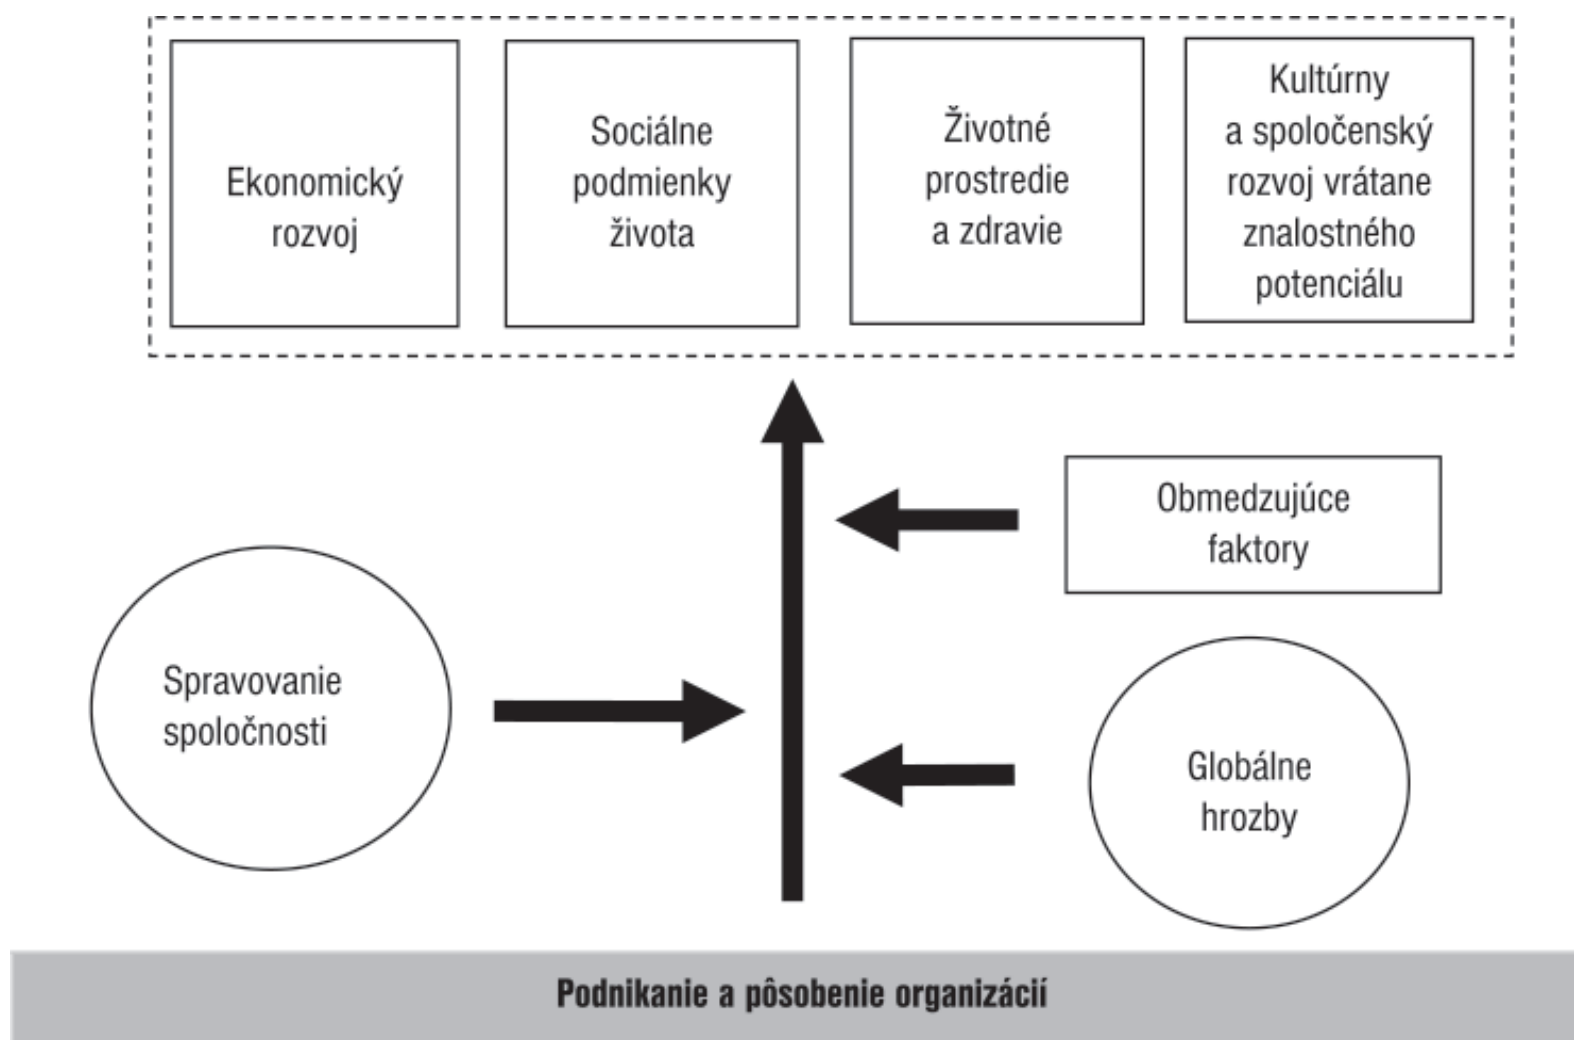 Ekonomický
rozvoj
Sociálne
podmienky
života
Životné
prostredie
a zdravie
Kultúrny
a spoločenský
rozvoj vrátane
znalostného
potenciálu
Obmedzujúce
faktory
Spravovanie
spoločnosti
Globálne
hrozby
Podnikanie a pôsobenie organizácií